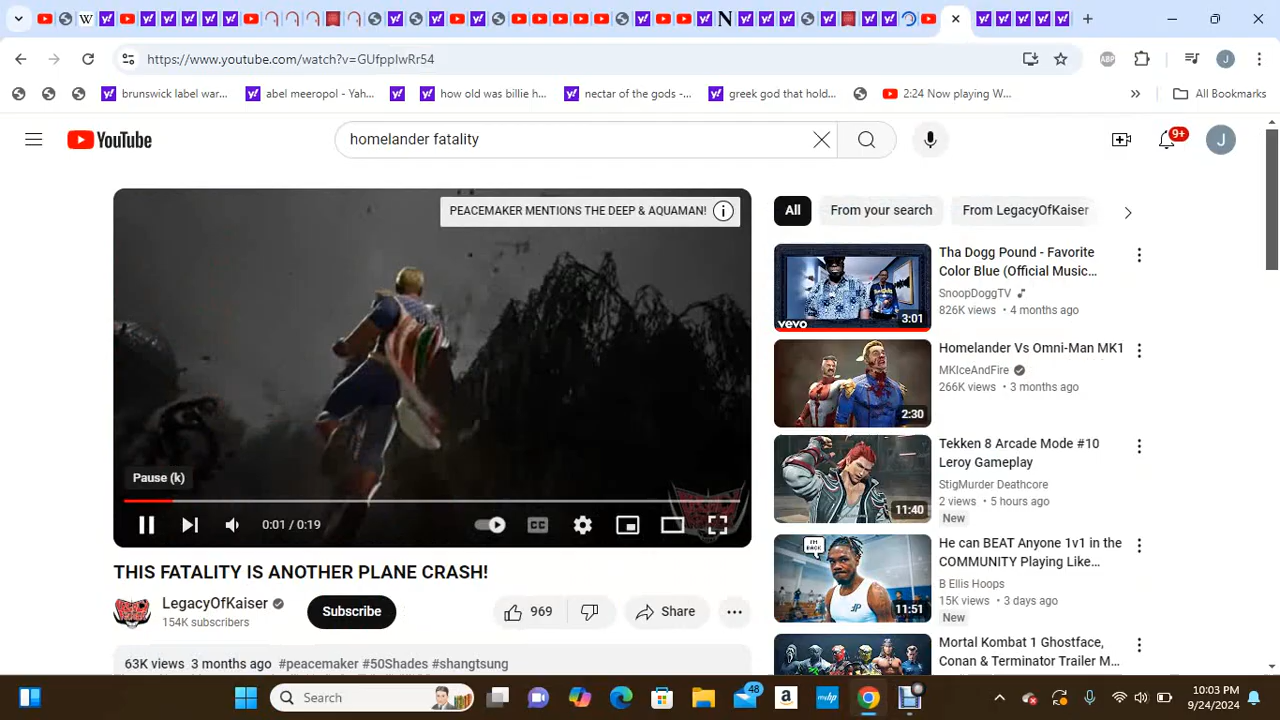 https://www.youtube.com/watch?v=GUfppIwRr54
J
brunswick label war...
abel meeropol - Yah...
how old was billie h...
nectar of the gods -...
greek god that hold...
2:24 Now playing W...
All Bookmarks
YouTube
homelander fatality
9+
J
PEACEMAKER MENTIONS THE DEEP & AQUAMAN!
All
From your search
From LegacyOfKaiser
Tha Dogg Pound - Favorite
Color Blue (Official Music...
SnoopDoggTV
826K views • 4 months ago
vevo
3:01
Homelander Vs Omni-Man MK1
MKIceAndFire
266K views • 3 months ago
2:30
Tekken 8 Arcade Mode #10
Leroy Gameplay
StigMurder Deathcore
2 views • 5 hours ago
New
11:40
I'M BACK
He can BEAT Anyone 1v1 in the
COMMUNITY Playing Like...
B Ellis Hoops
15K views • 3 days ago
New
11:51
Mortal Kombat 1 Ghostface,
Conan & Terminator Trailer M...
Pause (k)
0:01 / 0:19
CC
THIS FATALITY IS ANOTHER PLANE CRASH!
LegacyOfKaiser
154K subscribers
Subscribe
969
Share
63K views 3 months ago #peacemaker #50Shades #shangtsung
Search
48
10:03 PM
9/24/2024